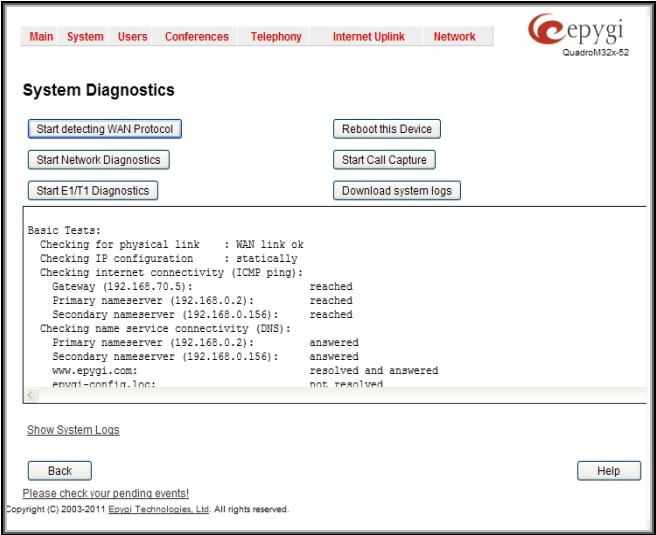 Main System Users Conferences Telephony Internet Uplink Network
epygi
QuadroM32x-52
System Diagnostics
Start detecting WAN Protocol Reboot this Device
Start Network Diagnostics Start Call Capture
Start E1/T1 Diagnostics Download system logs
Basic Tests:
Checking for physical link : WAN link ok
Checking IP configuration : statically
Checking internet connectivity (ICMP ping):
Gateway (192.168.70.5): reached
Primary nameserver (192.168.0.2): reached
Secondary nameserver (192.168.0.156): reached
Checking name service connectivity (DNS):
Primary nameserver (192.168.0.2): answered
Secondary nameserver (192.168.0.156): answered
www.epygi.com: resolved and answered
epygi-config.loc: not resolved
Show System Logs
Back Help
Please check your pending events!
Copyright (C) 2003-2011 Epygi Technologies, Ltd. All rights reserved.